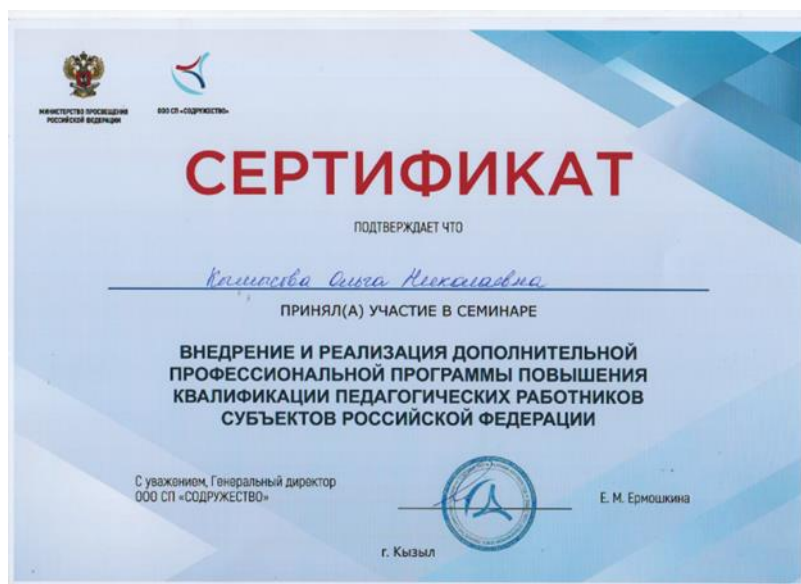 МИНИСТЕРСТВО ПРОСВЕЩЕНИЯ
РОССИЙСКОЙ ФЕДЕРАЦИИ
ООО СП «СОДРУЖЕСТВО»
СЕРТИФИКАТ
ПОДТВЕРЖДАЕТ ЧТО
Ольга Николаевна
ПРИНЯЛ(А) УЧАСТИЕ В СЕМИНАРЕ
ВНЕДРЕНИЕ И РЕАЛИЗАЦИЯ ДОПОЛНИТЕЛЬНОЙ
ПРОФЕССИОНАЛЬНОЙ ПРОГРАММЫ ПОВЫШЕНИЯ
КВАЛИФИКАЦИИ ПЕДАГОГИЧЕСКИХ РАБОТНИКОВ
СУБЪЕКТОВ РОССИЙСКОЙ ФЕДЕРАЦИИ
С уважением, Генеральный директор
ООО СП «СОДРУЖЕСТВО»
Е. М. Ермошкина
г. Кызыл